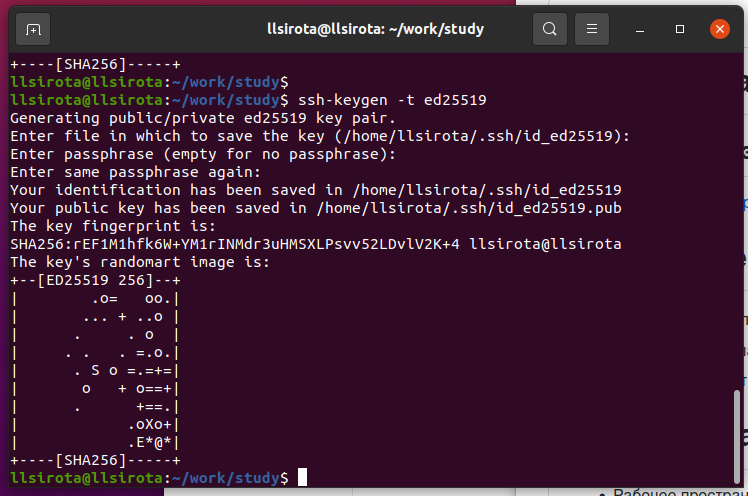 llsirota@llsirota: ~/work/study
+----[SHA256]-----+
llsirota@llsirota:~/work/study$
llsirota@llsirota:~/work/study$ ssh-keygen -t ed25519
Generating public/private ed25519 key pair.
Enter file in which to save the key (/home/llsirota/.ssh/id_ed25519):
Enter passphrase (empty for no passphrase):
Enter same passphrase again:
Your identification has been saved in /home/llsirota/.ssh/id_ed25519
Your public key has been saved in /home/llsirota/.ssh/id_ed25519.pub
The key fingerprint is:
SHA256:rEF1M1hfk6W+YM1rINMdr3uHMSXLPsvv52LDvlV2K+4 llsirota@llsirota
The key's randomart image is:
+--[ED25519 256]--+
|         .o=   oo.|
|        ... + ..o |
|       .     . o  |
|      . .   . =.o.|
|       . S o =.=+=|
|        o   + o==+|
|       .      +==.|
|             .oXo+|
|             .E*@*|
+----[SHA256]-----+
llsirota@llsirota:~/work/study$
Рабочее простран